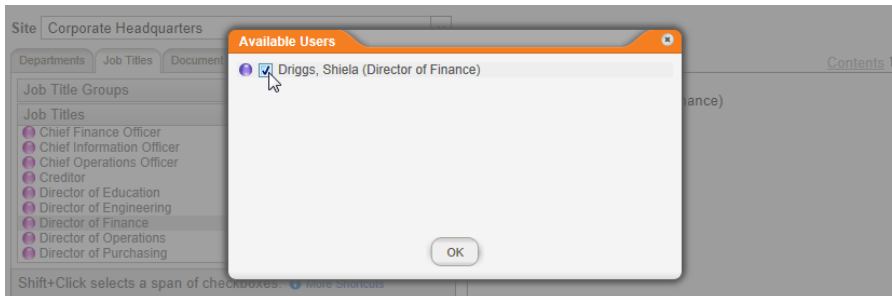 Site Corporate Headquarters
Available Users
Departments Job Titles Document
Contents
Driggs, Shiela (Director of Finance)
Job Title Groups
ance)
Job Titles
Chief Finance Officer
Chief Information Officer
Chief Operations Officer
Creditor
Director of Education
Director of Engineering
Director of Finance
Director of Operations
Director of Purchasing
OK
Shift+Click selects a span of checkboxes. More Shortcuts